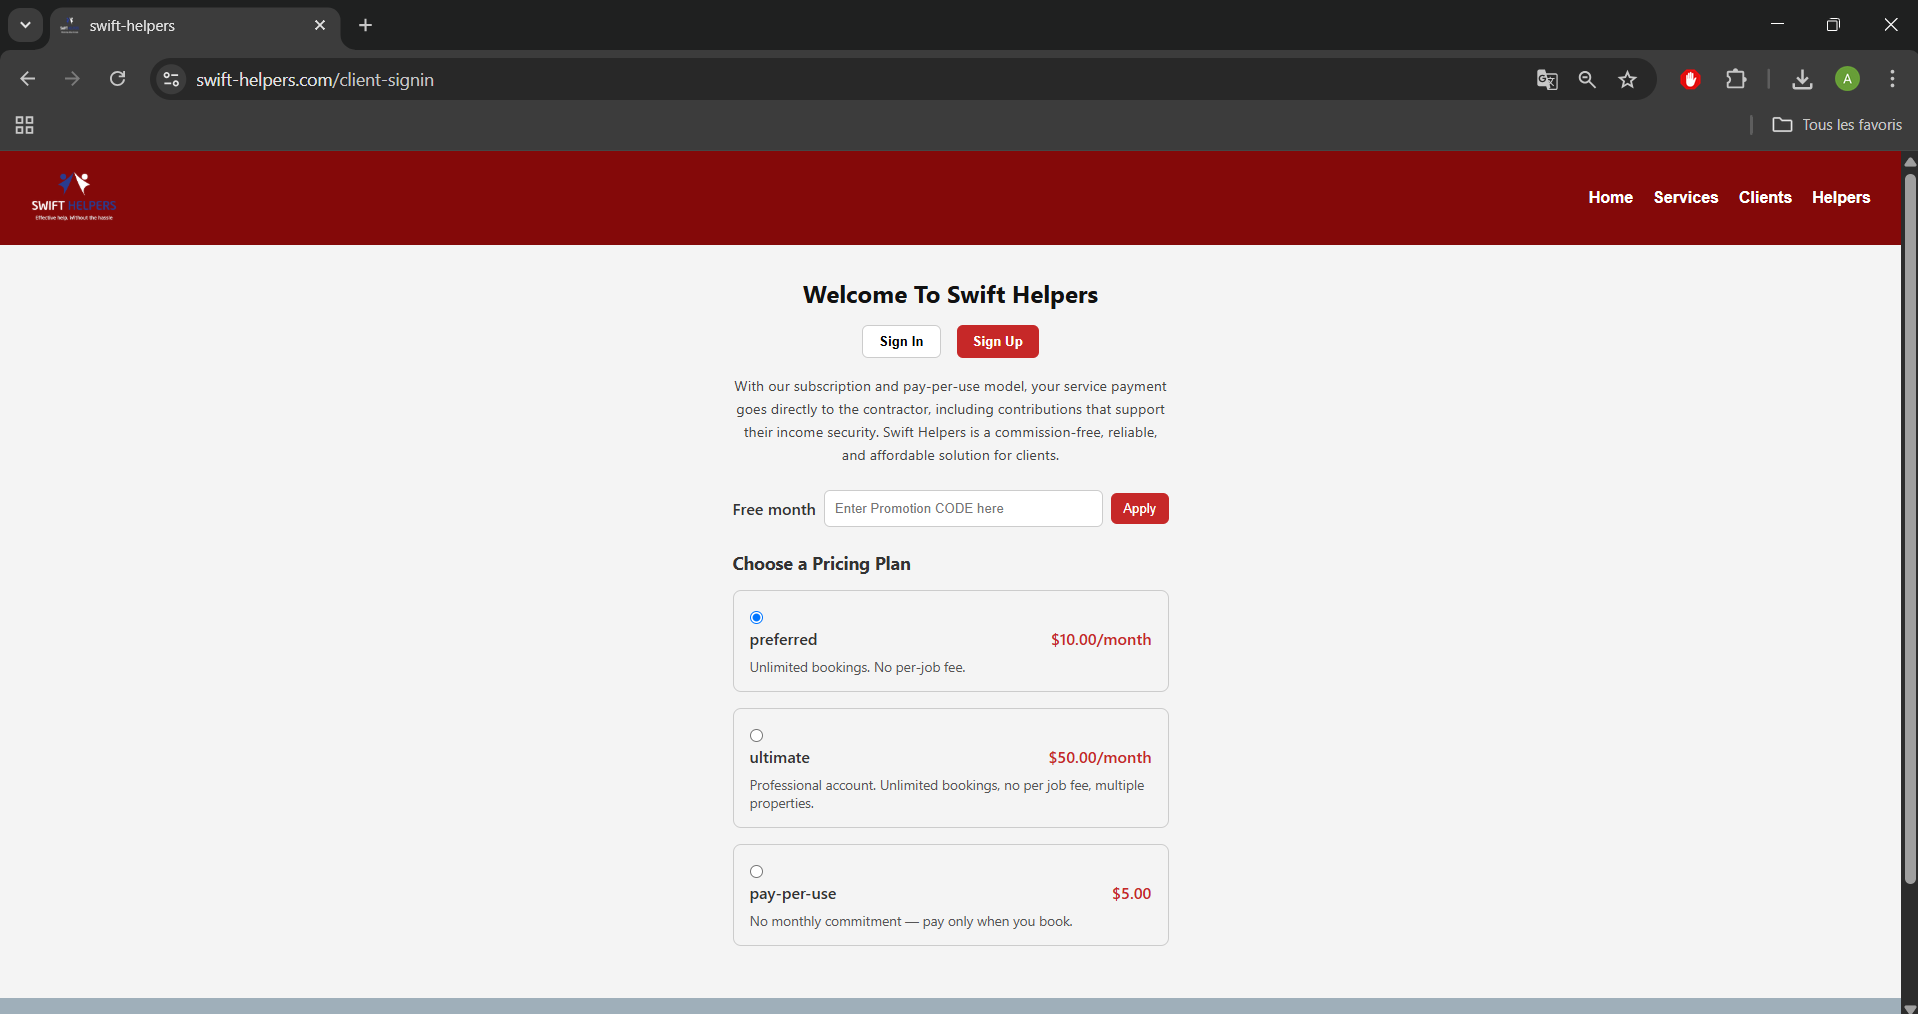 swift-helpers
swift-helpers.com/client-signin
A
Tous les favoris
SWIFT HELPERS
Effective help. Without the hassle
Home Services Clients Helpers
Welcome To Swift Helpers
Sign In Sign Up
With our subscription and pay-per-use model, your service payment
goes directly to the contractor, including contributions that support
their income security. Swift Helpers is a commission-free, reliable,
and affordable solution for clients.
Free month Enter Promotion CODE here Apply
Choose a Pricing Plan
preferred $10.00/month
Unlimited bookings. No per-job fee.
ultimate $50.00/month
Professional account. Unlimited bookings, no per job fee, multiple
properties.
pay-per-use $5.00
No monthly commitment — pay only when you book.